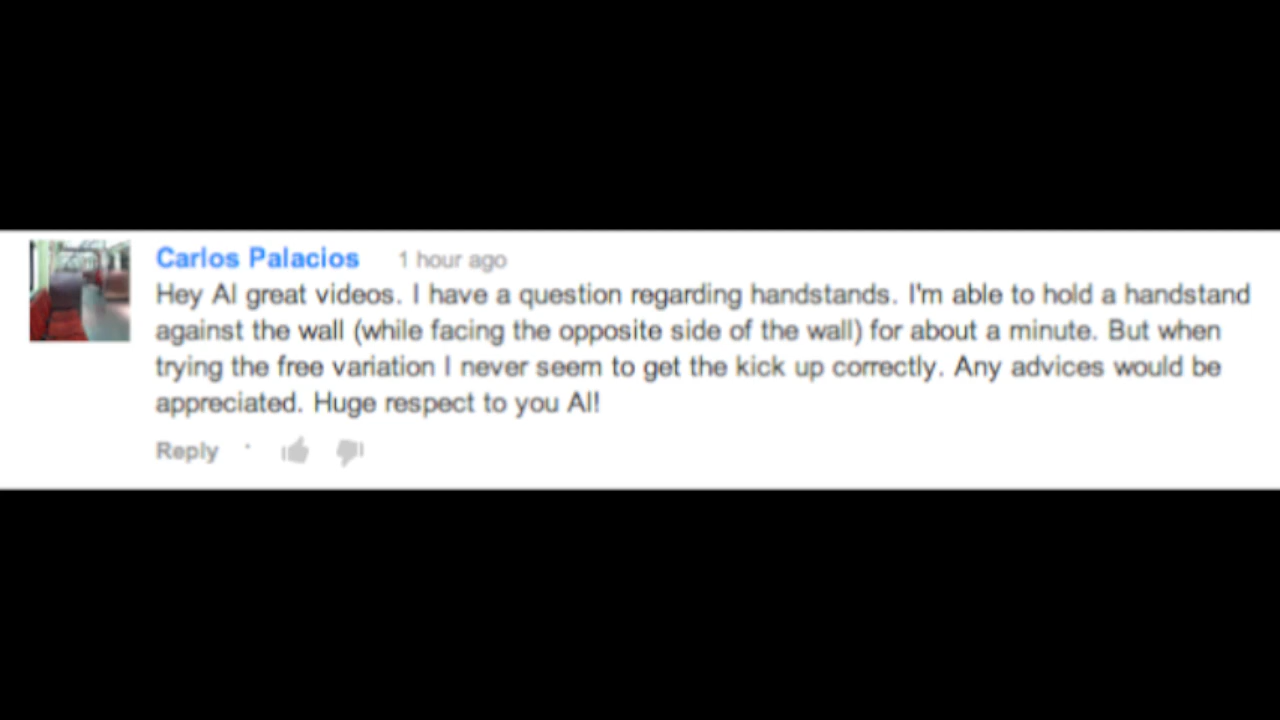 Carlos Palacios 1 hour ago
Hey Al great videos. I have a question regarding handstands. I'm able to hold a handstand
against the wall (while facing the opposite side of the wall) for about a minute. But when
trying the free variation I never seem to get the kick up correctly. Any advices would be
appreciated. Huge respect to you Al!
Reply ·